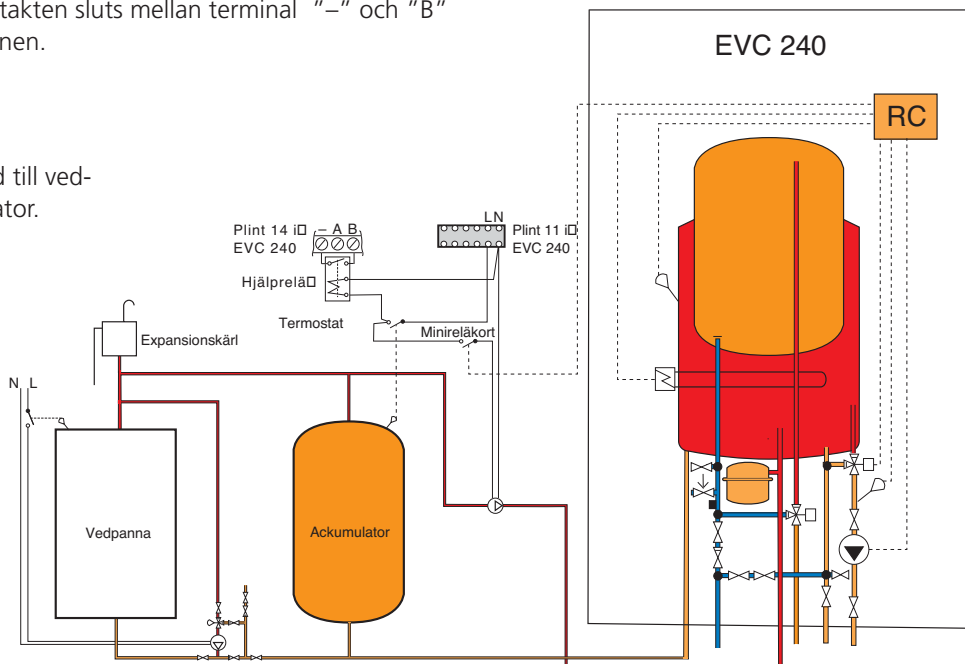 takten sluts mellan terminal "–" och "B"
nen.
d till ved-
ator.
EVC 240
RC
LN
Plint 14 i
– A B
EVC 240
Plint 11 i
EVC 240
Hjälprelä
Termostat
Minireläkort
Expansionskärl
N L
Vedpanna
Ackumulator